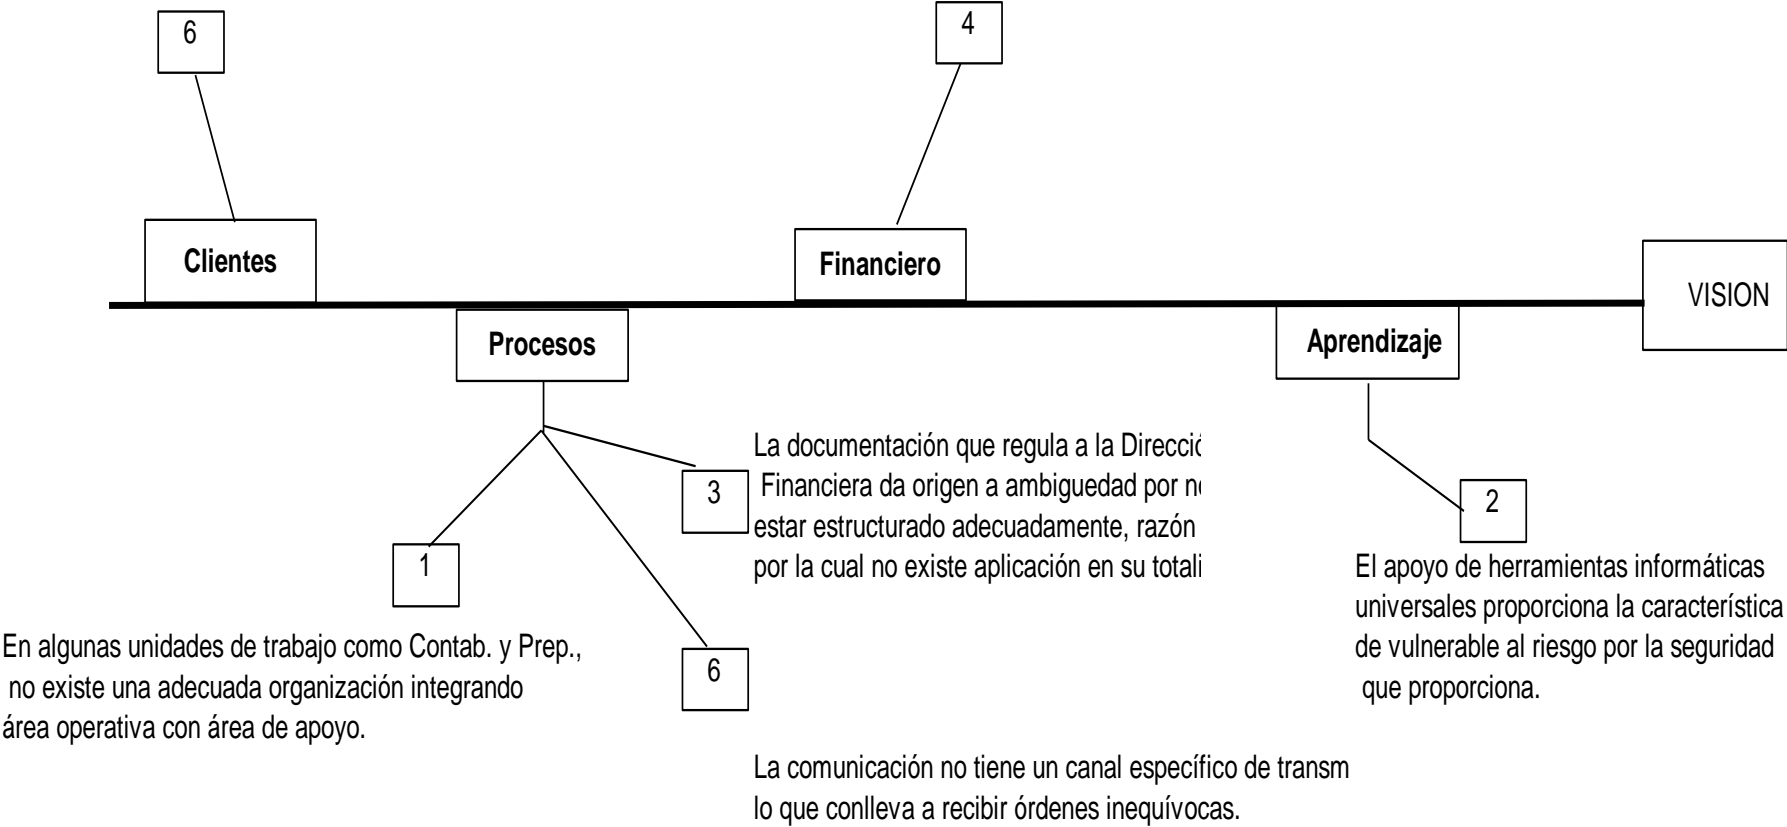 6
4
Clientes
Financiero
VISION
Procesos
Aprendizaje
La documentación que regula a la Direcció
Financiera da origen a ambiguedad por n
estar estructurado adecuadamente, razón
por la cual no existe aplicación en su totali
3
2
1
El apoyo de herramientas informáticas
universales proporciona la característica
de vulnerable al riesgo por la seguridad
que proporciona.
En algunas unidades de trabajo como Contab. y Prep.,
no existe una adecuada organización integrando
área operativa con área de apoyo.
6
La comunicación no tiene un canal específico de transm
lo que conlleva a recibir órdenes inequívocas.